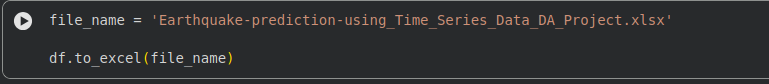 file_name = 'Earthquake-prediction-using_Time_Series_Data_DA_Project.xlsx'
df.to_excel(file_name)